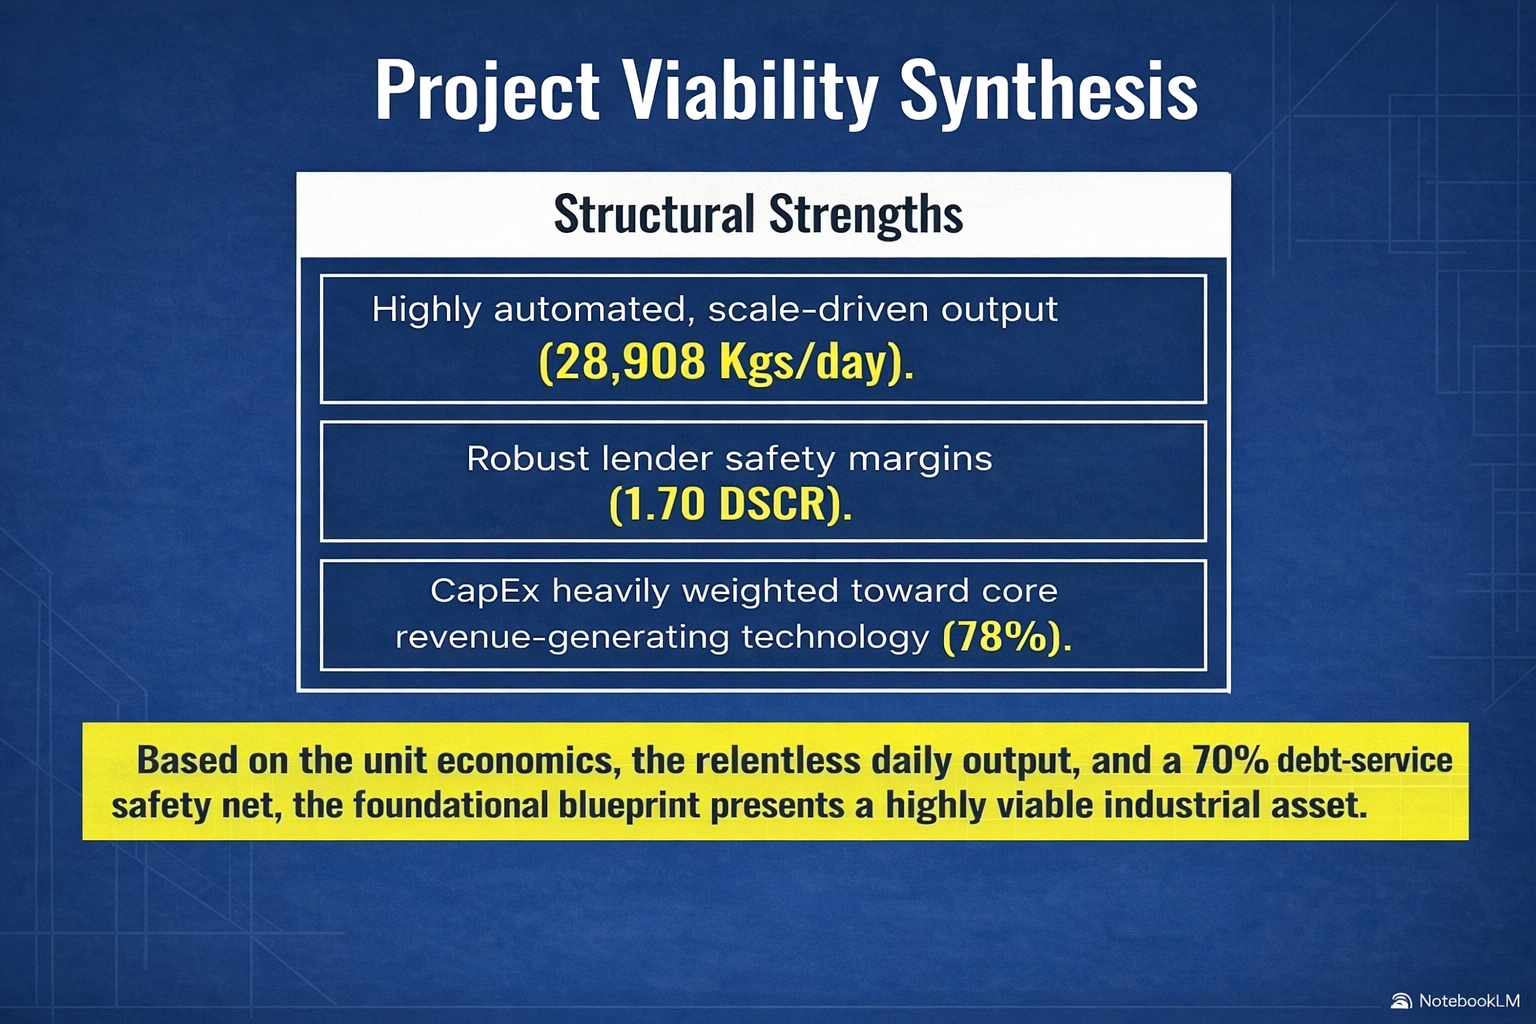 Project Viability Synthesis
Structural Strengths
Highly automated, scale-driven output
(28,908 Kgs/day).
Robust lender safety margins
(1.70 DSCR).
CapEx heavily weighted toward core
revenue-generating technology (78%).
Based on the unit economics, the relentless daily output, and a 70% debt-service
safety net, the foundational blueprint presents a highly viable industrial asset.
NotebookLM